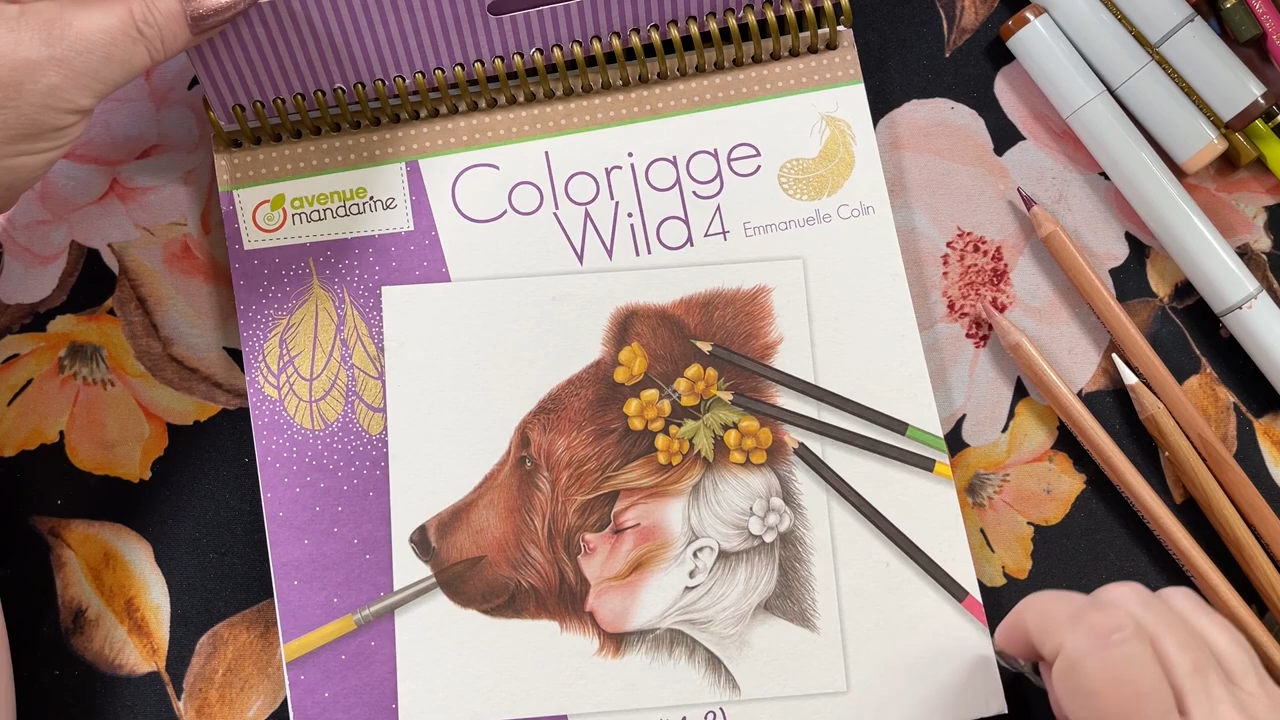 avenue
mandarine
Coloriage
Wild 4
Emmanuelle Colin